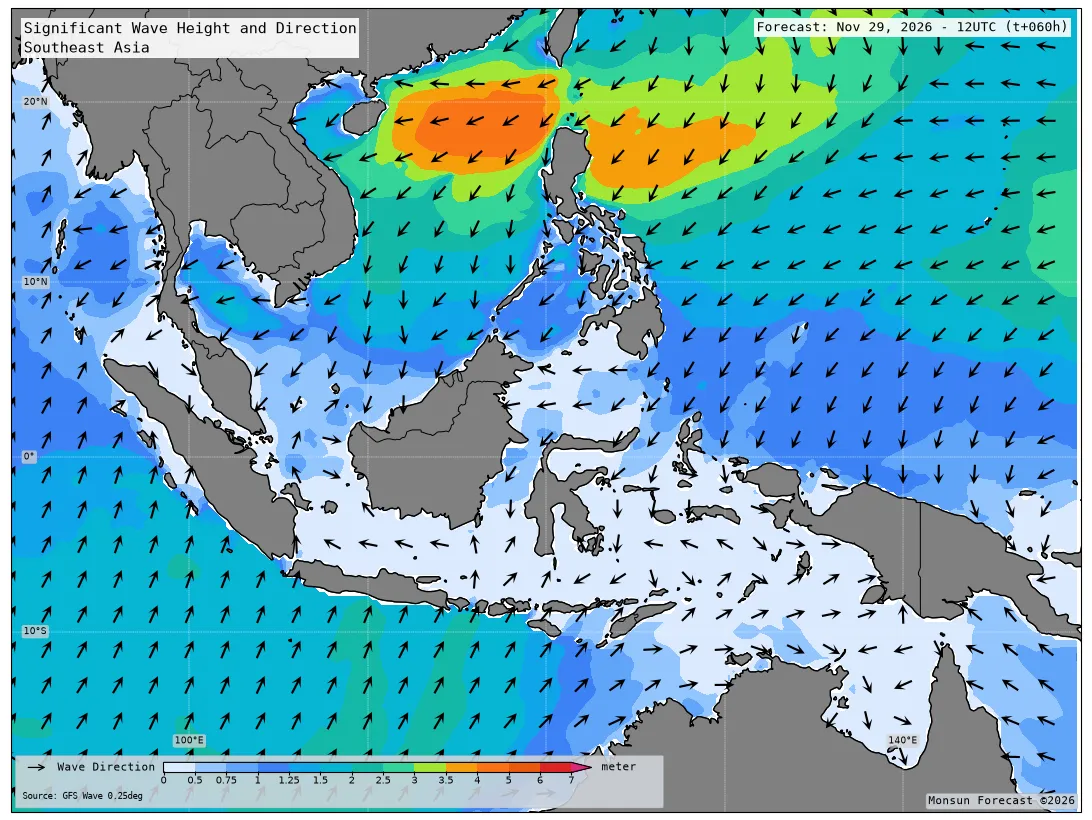 Significant Wave Height and Direction
Southeast Asia
Forecast: Nov 29, 2026 - 12UTC (t+060h)
20°N
10°N
0°
10°S
100°E
140°E
Wave Direction
meter
0 0.5 0.75 1 1.25 1.5 2 2.5 3 3.5 4 5 6 7
Source: GFS Wave 0.25deg
Monsun Forecast ©2026